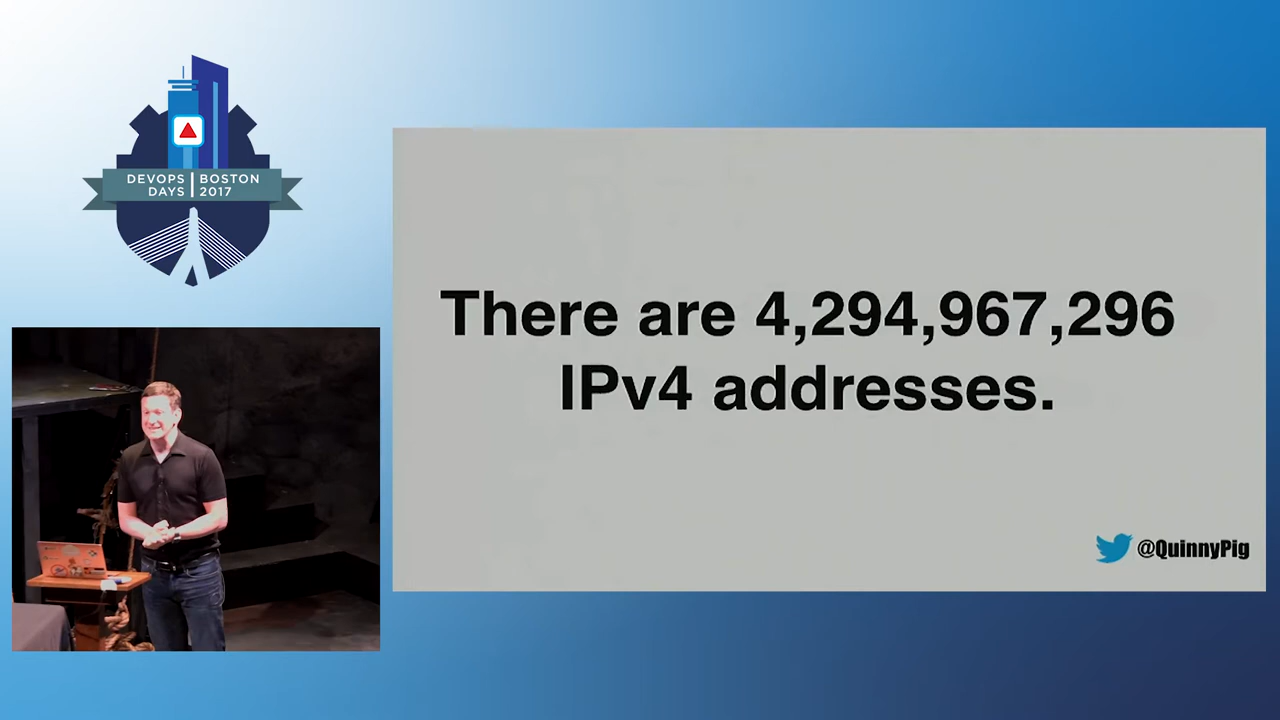 DEVOPS BOSTON
DAYS 2017
There are 4,294,967,296
IPv4 addresses.
@QuinnyPig